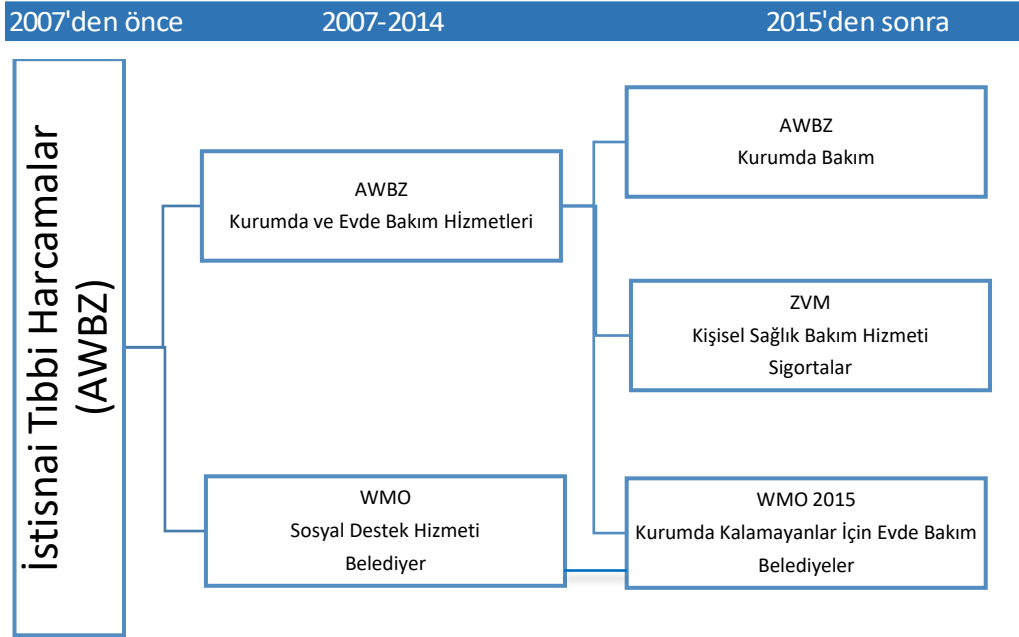 2007'den önce
2007-2014
2015'den sonra
İstisnai Tıbbi Harcamalar
(AWBZ)
AWBZ
Kurumda ve Evde Bakım Hİzmetleri
WMO
Sosyal Destek Hizmeti
Belediyer
AWBZ
Kurumda Bakım
ZVM
Kişisel Sağlık Bakım Hizmeti
Sigortalar
WMO 2015
Kurumda Kalamayanlar İçin Evde Bakım
Belediyeler